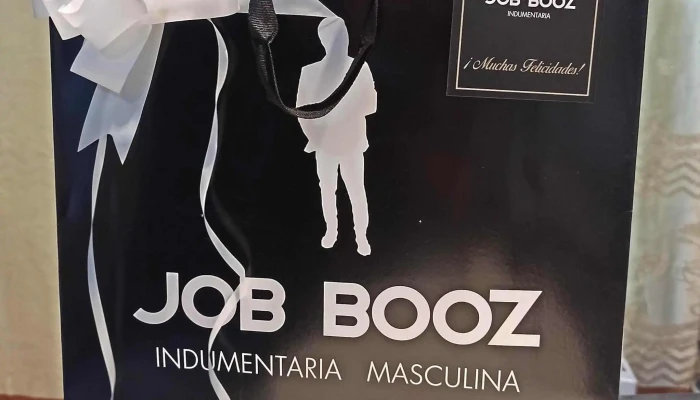 JOB BOOZ
INDUMENTARIA
¡Muchas Felicidades!
JOB BOOZ
INDUMENTARIA MASCULINA